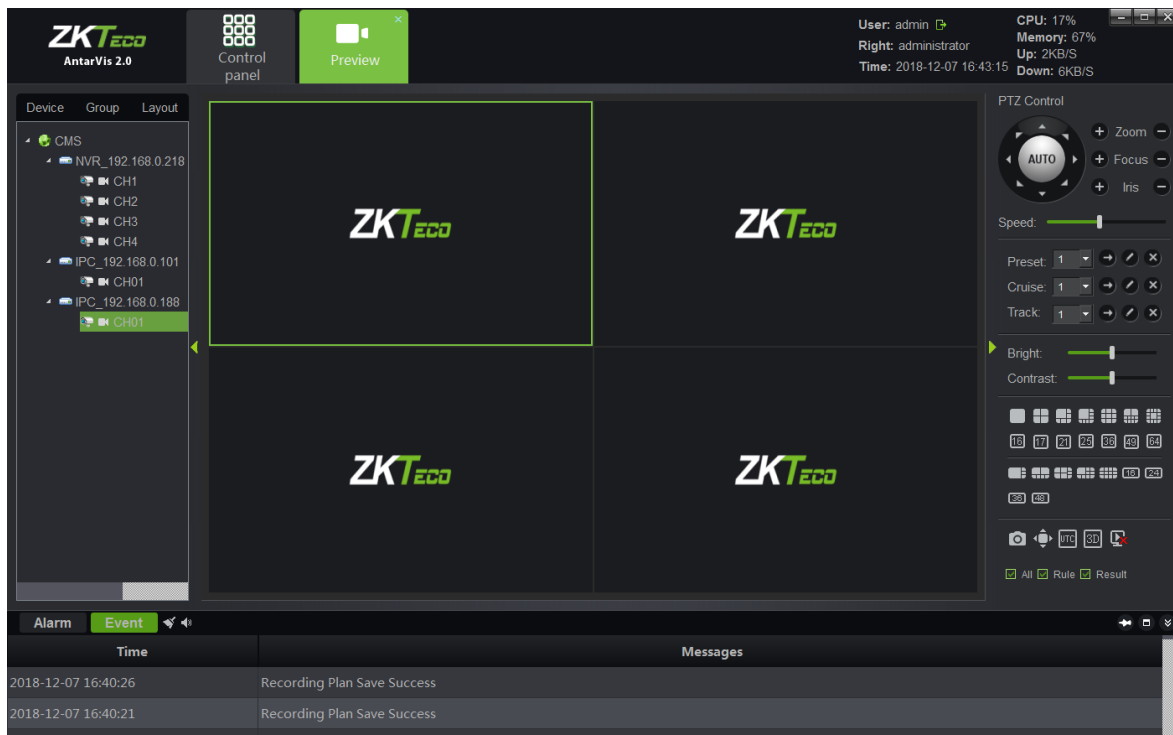 ZKTeco
AntarVis 2.0
Control
panel
Preview
User: admin
Right: administrator
Time: 2018-12-07 16:43:15
CPU: 17%
Memory: 67%
Up: 2KB/S
Down: 6KB/S
Device Group Layout
CMS
NVR_192.168.0.218
CH1
CH2
CH3
CH4
IPC_192.168.0.101
CH01
IPC_192.168.0.188
CH01
ZKTeco
ZKTeco
ZKTeco
ZKTeco
PTZ Control
AUTO
Zoom
Focus
Iris
Speed:
Preset: 1
Cruise: 1
Track: 1
Bright:
Contrast:
16 17 21 25 36 49 64
16 24
36 48
UTC 3D
All Rule Result
Alarm Event
Time Messages
2018-12-07 16:40:26 Recording Plan Save Success
2018-12-07 16:40:21 Recording Plan Save Success